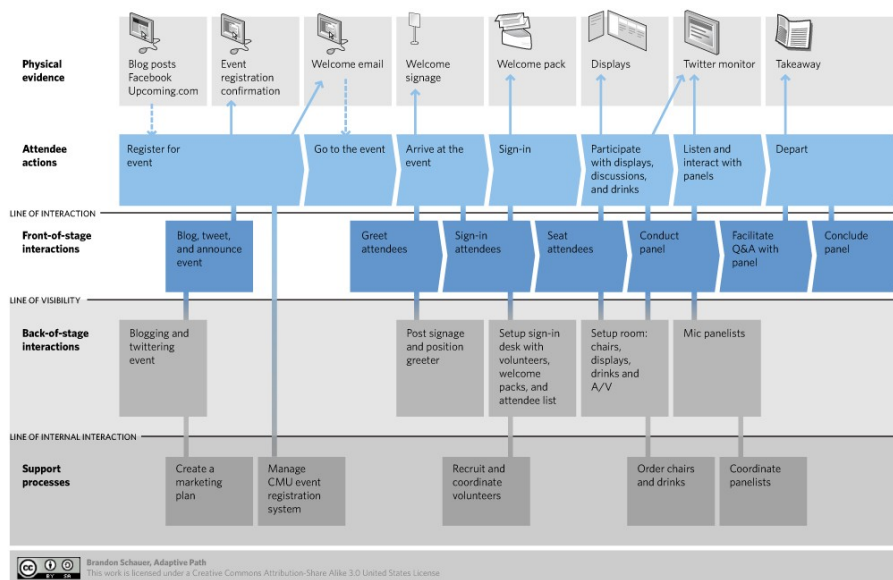 Physical
evidence
Blog posts
Facebook
Upcoming.com
Event
registration
confirmation
Welcome email
Welcome
signage
Welcome pack
Displays
Twitter monitor
Takeaway
Attendee
actions
Register for
event
Go to the event
Arrive at the
event
Sign-in
Participate
with displays,
discussions,
and drinks
Listen and
interact with
panels
Depart
LINE OF INTERACTION
Front-of-stage
interactions
Blog, tweet,
and announce
event
Greet
attendees
Sign-in
attendees
Seat
attendees
Conduct
panel
Facilitate
Q&A with
panel
Conclude
panel
LINE OF VISIBILITY
Back-of-stage
interactions
Blogging and
twittering
event
Post signage
and position
greeter
Setup sign-in
desk with
volunteers,
welcome
packs, and
attendee list
Setup room:
chairs,
displays,
drinks and
A/V
Mic panelists
LINE OF INTERNAL INTERACTION
Support
processes
Create a
marketing
plan
Manage
CMU event
registration
system
Recruit and
coordinate
volunteers
Order chairs
and drinks
Coordinate
panelists
cc
BY SA
Brandon Schauer, Adaptive Path
This work is licensed under a Creative Commons Attribution-Share Alike 3.0 United States License